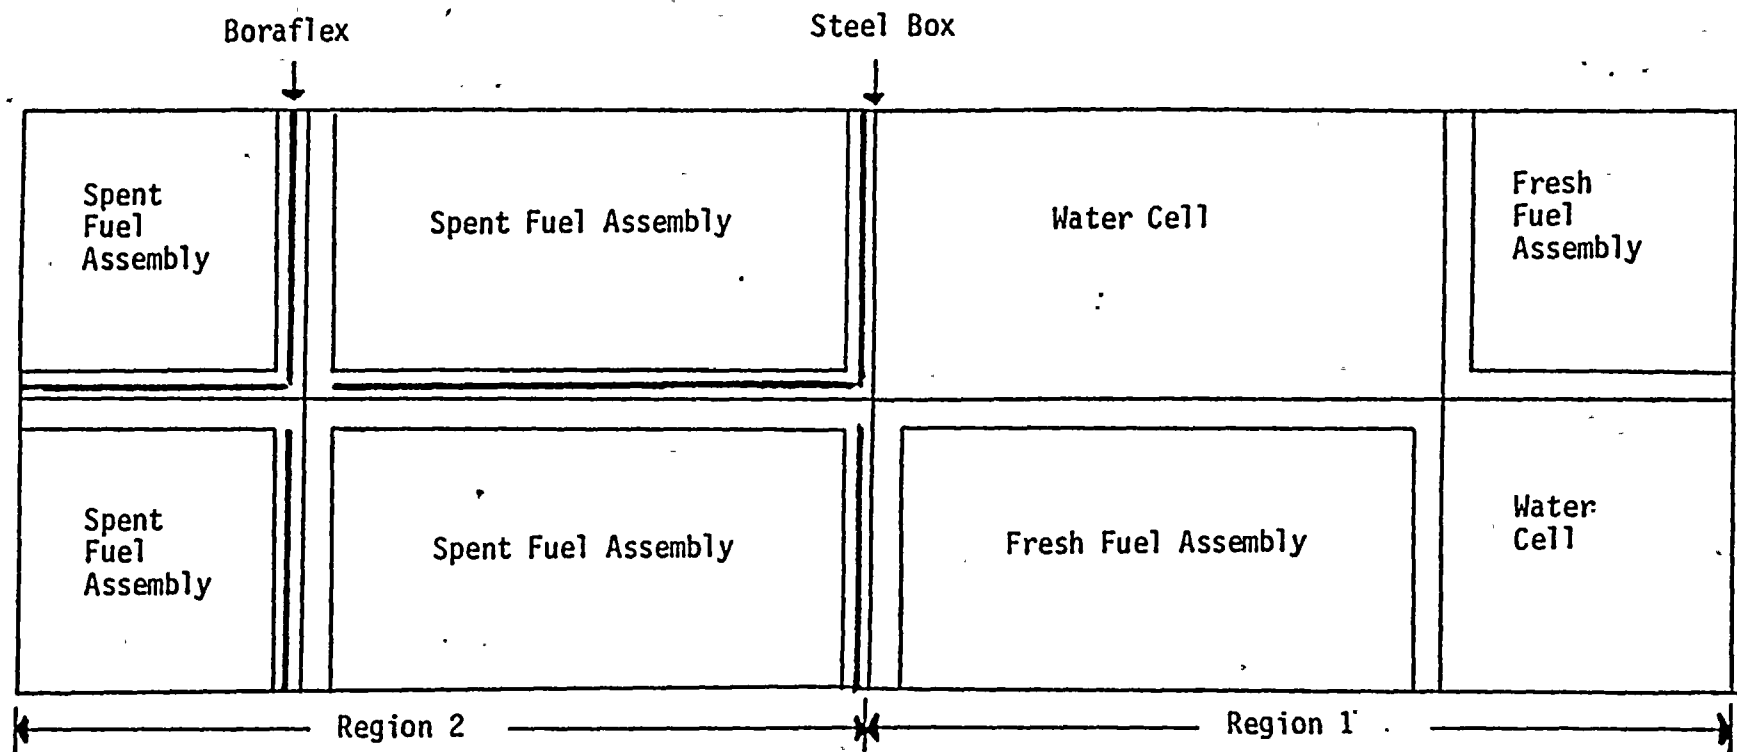 Boraflex
Steel Box
Spent
Fuel
Assembly
Spent Fuel Assembly
Water Cell
Fresh
Fuel
Assembly
Spent
Fuel
Assembly
Spent Fuel Assembly
Fresh Fuel Assembly
Water
Cell
Region 2
Region 1